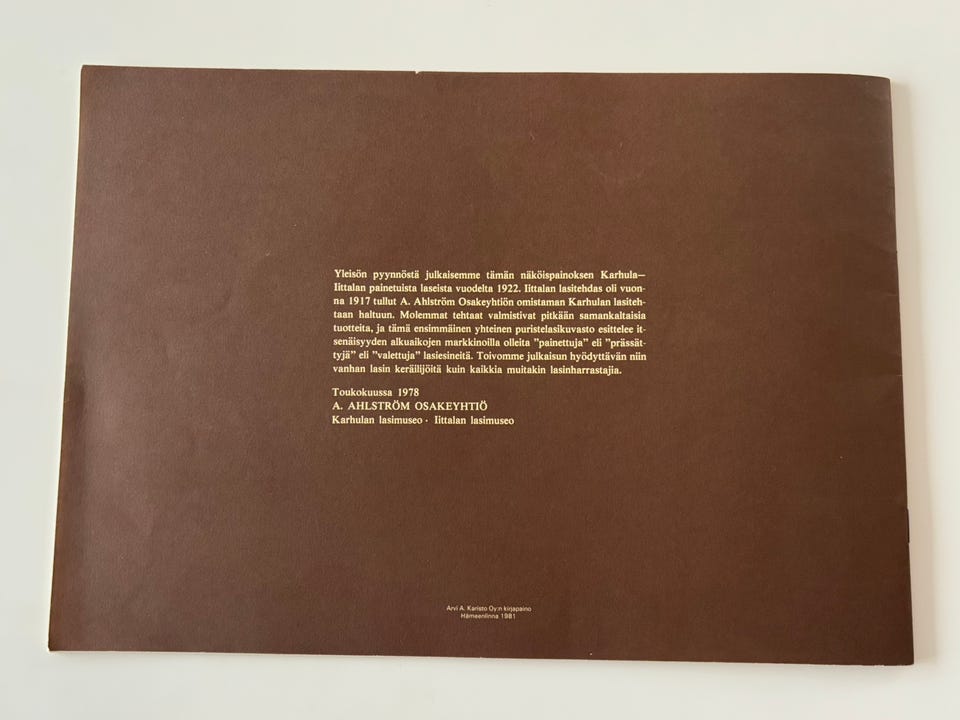 Yleisön pyynnöstä julkaisemme tämän näköispainoksen Karhula—
Iittalan painetuista laseista vuodelta 1922. Iittalan lasitehdas oli vuon-
na 1917 tullut A. Ahlström Osakeyhtiön omistaman Karhulan lasiteh-
taan haltuun. Molemmat tehtaat valmistivat pitkään samankaltaisia
tuotteita, ja tämä ensimmäinen yhteinen puristelasikuvasto esittelee it-
senäisyyden alkuaikojen markkinoilla olleita ”painettuja” eli ”prässät-
tyjä” eli ”valettuja” lasiesineitä. Toivomme julkaisun hyödyttävän niin
vanhan lasin keräilijöitä kuin kaikkia muitakin lasinharrastajia.
Toukokuussa 1978
A. AHLSTRÖM OSAKEYHTIÖ
Karhulan lasimuseo · Iittalan lasimuseo
Arvi A. Karisto Oy:n kirjapaino
Hämeenlinna 1981